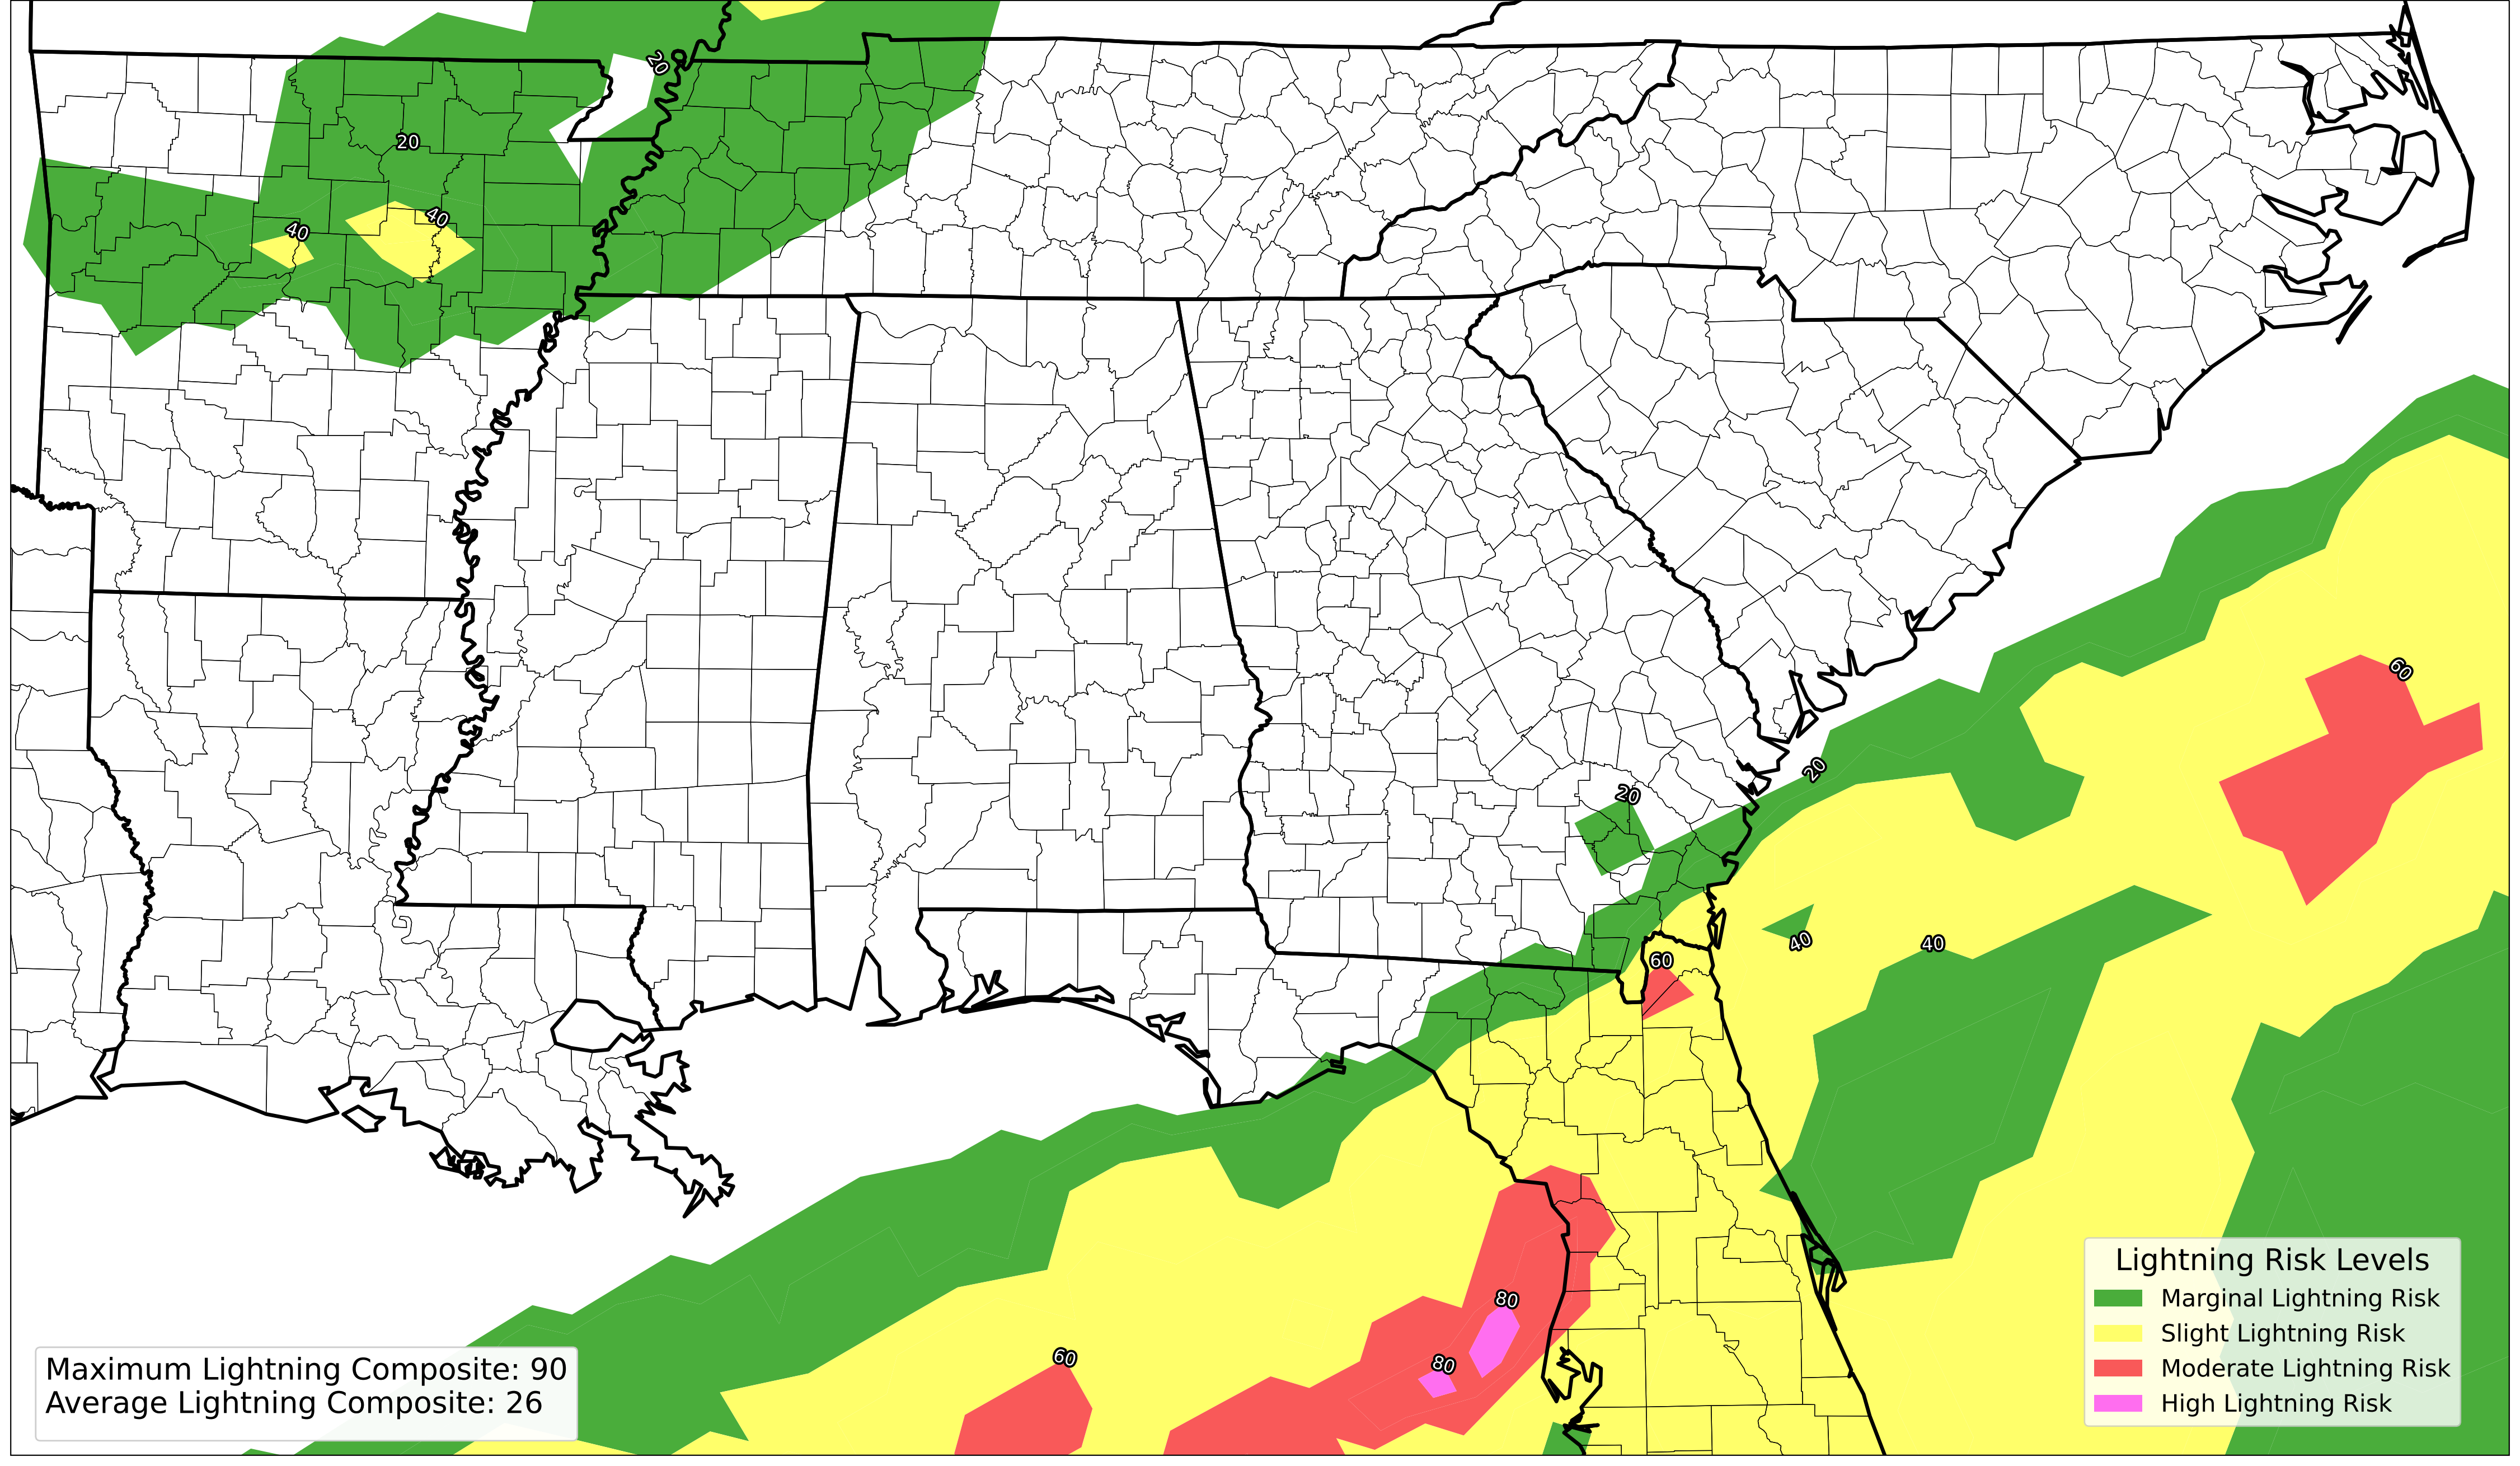 20
20
40
40
60
20
20
40
40
60
80
60
80
Lightning Risk Levels
Marginal Lightning Risk
Slight Lightning Risk
Moderate Lightning Risk
High Lightning Risk
Maximum Lightning Composite: 90
Average Lightning Composite: 26